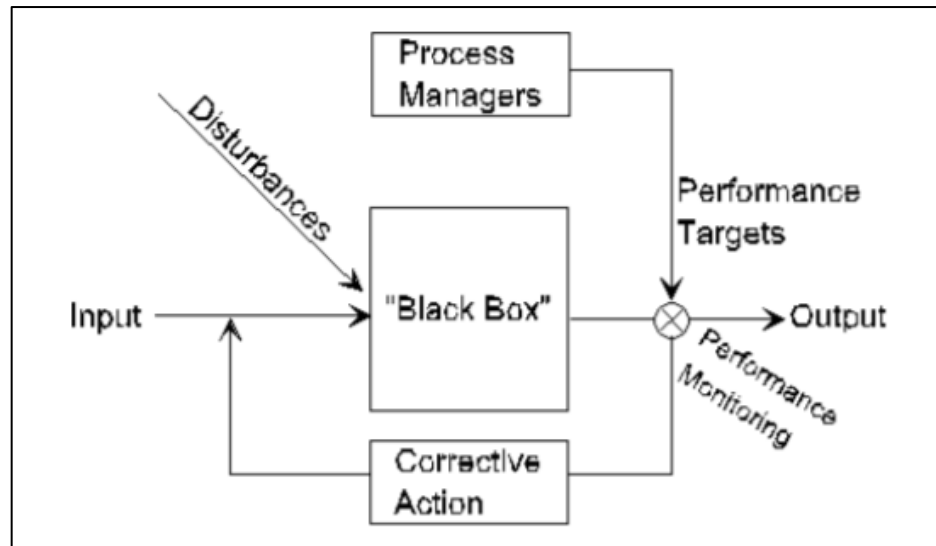 Process
Managers
Disturbances
Performance
Targets
Input
"Black Box"
Output
Performance
Monitoring
Corrective
Action